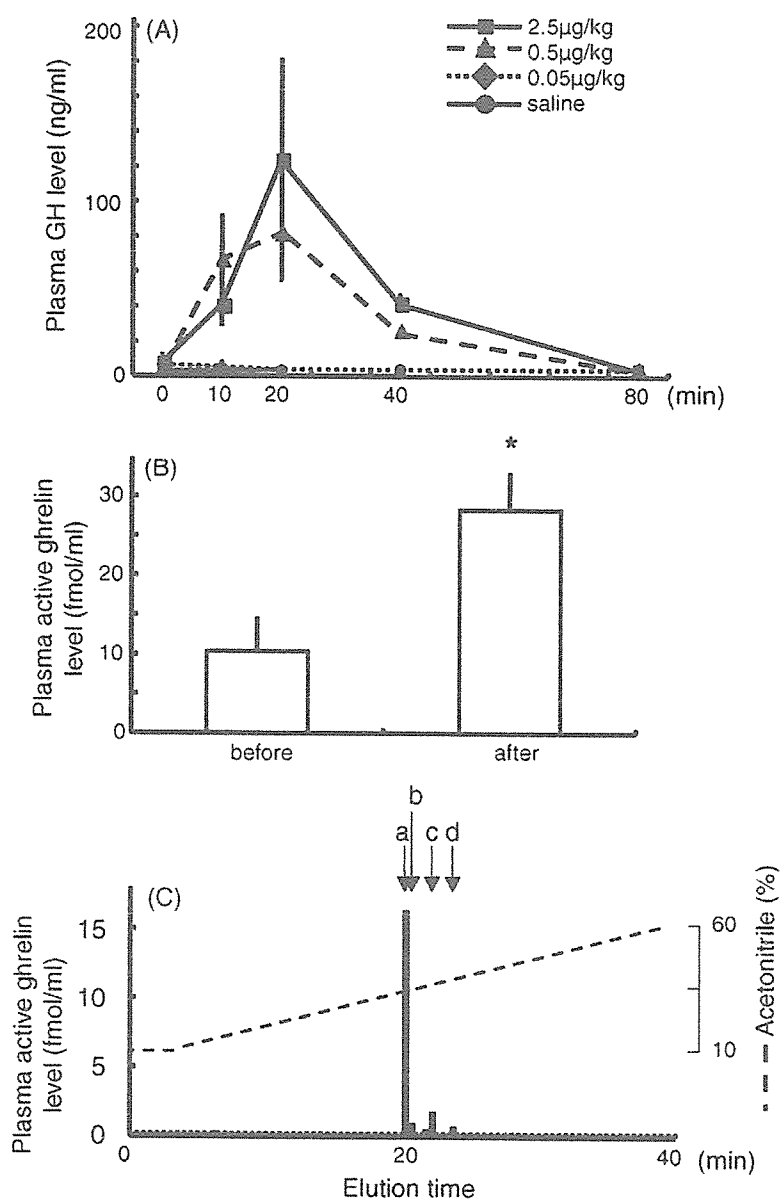 200
(A)
2.5µg/kg
0.5µg/kg
0.05µg/kg
saline
Plasma GH level (ng/ml)
100
0
0 10 20 40 80 (min)
(B)
*
Plasma active ghrelin
level (fmol/ml)
30
20
10
0
before after
b
a c d
(C)
Plasma active ghrelin
level (fmol/ml)
15
10
5
0
60
10
Acetonitrile (%)
0 20 40 (min)
Elution time